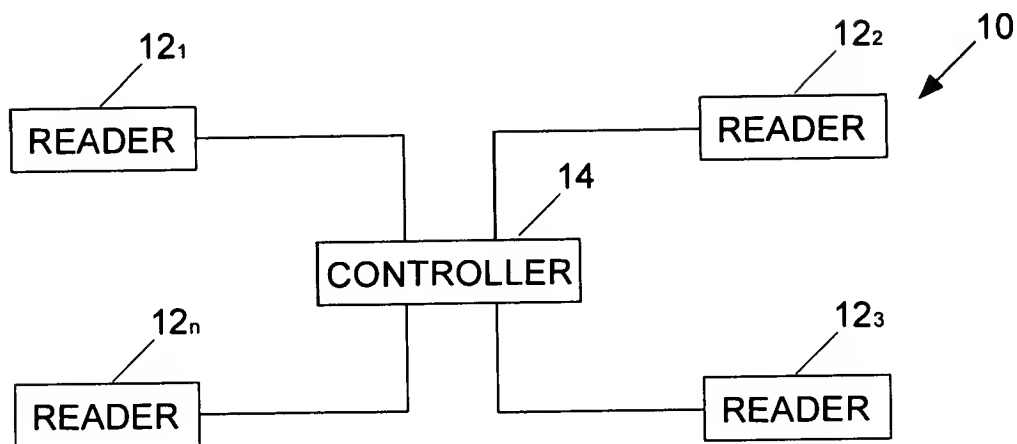 12₁
12₂
10
READER
READER
14
CONTROLLER
12ₙ
12₃
READER
READER